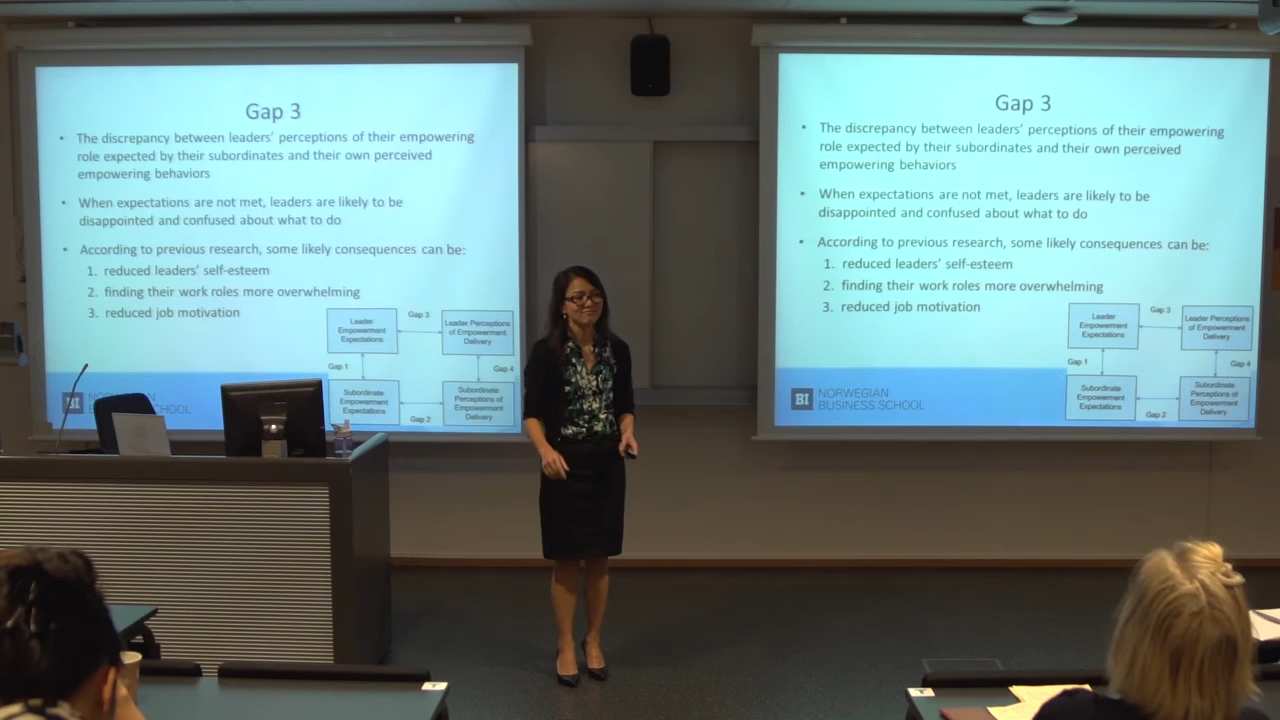 Gap 3
• The discrepancy between leaders' perceptions of their empowering
role expected by their subordinates and their own perceived
empowering behaviors
• When expectations are not met, leaders are likely to be
disappointed and confused about what to do
• According to previous research, some likely consequences can be:
1. reduced leaders' self-esteem
2. finding their work roles more overwhelming
3. reduced job motivation
Leader
Empowerment
Expectations
Gap 3
Leader Perceptions
of Empowerment
Delivery
Gap 1
Gap 4
Subordinate
Empowerment
Expectations
Gap 2
Subordinate
Perceptions of
Empowerment
Delivery
BI
NORWEGIAN
BUSINESS SCHOOL
Gap 3
• The discrepancy between leaders' perceptions of their empowering
role expected by their subordinates and their own perceived
empowering behaviors
• When expectations are not met, leaders are likely to be
disappointed and confused about what to do
• According to previous research, some likely consequences can be:
1. reduced leaders' self-esteem
2. finding their work roles more overwhelming
3. reduced job motivation
Leader
Empowerment
Expectations
Gap 3
Leader Perceptions
of Empowerment
Delivery
Gap 1
Gap 4
Subordinate
Empowerment
Expectations
Gap 2
Subordinate
Perceptions of
Empowerment
Delivery
BI
NORWEGIAN
BUSINESS SCHOOL